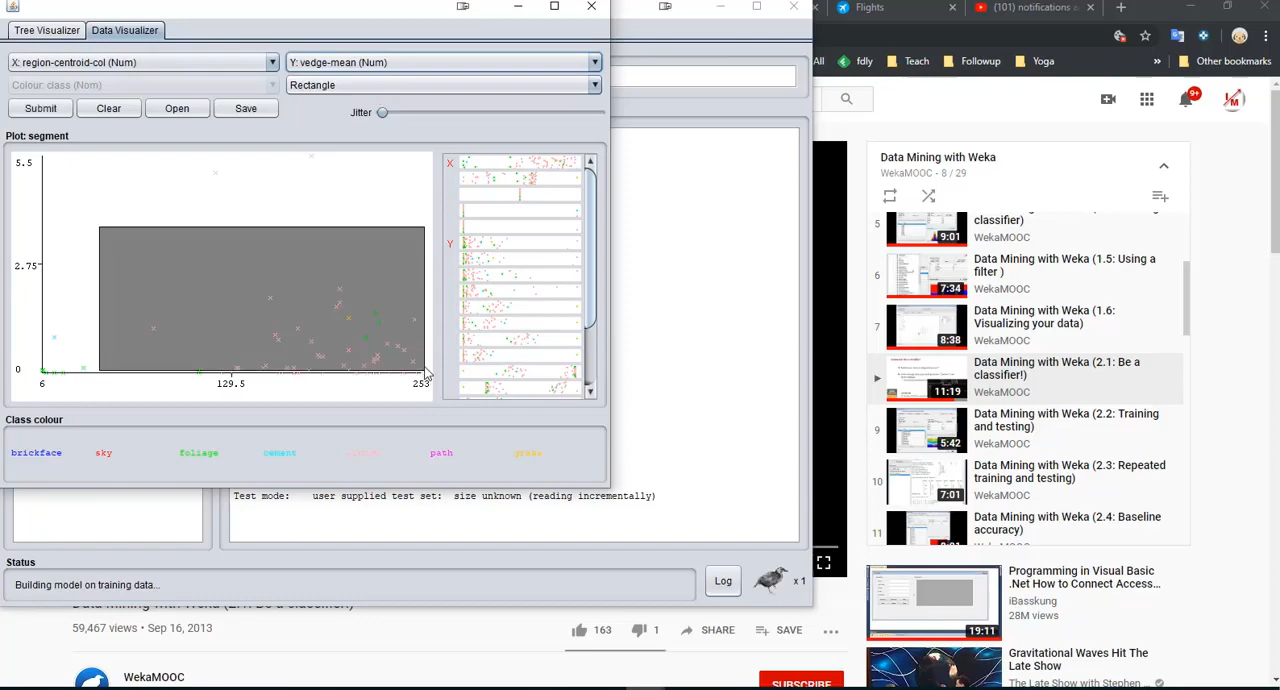 Tree Visualizer Data Visualizer
X: region-centroid-col (Num) Y: vedge-mean (Num)
Colour: class (Nom) Rectangle
Submit Clear Open Save Jitter
Plot: segment
5.5
2.75
0
6 129.5 253
X
Y
Class colour
brickface sky foliage cement path grass
Test mode: user supplied test set: size unknown (reading incrementally)
Status
Building model on training data...
Log x 1
Flights
(101) notifications
All fdly Teach Followup Yoga » Other bookmarks
9+
Data Mining with Weka
WekaMOOC - 8 / 29
5
classifier)
WekaMOOC
9:01
6
Data Mining with Weka (1.5: Using a
filter )
WekaMOOC
7:34
7
Data Mining with Weka (1.6:
Visualizing your data)
WekaMOOC
8:38
Data Mining with Weka (2.1: Be a
classifier!)
WekaMOOC
11:19
9
Data Mining with Weka (2.2: Training
and testing)
WekaMOOC
5:42
10
Data Mining with Weka (2.3: Repeated
training and testing)
WekaMOOC
7:01
11
Data Mining with Weka (2.4: Baseline
accuracy)
59,467 views • Sep 16, 2013
163 1 SHARE SAVE
WekaMOOC
SUBSCRIBE
Programming in Visual Basic
.Net How to Connect Access...
iBasskung
28M views
19:11
Gravitational Waves Hit The
Late Show
The Late Show with Stephen ...